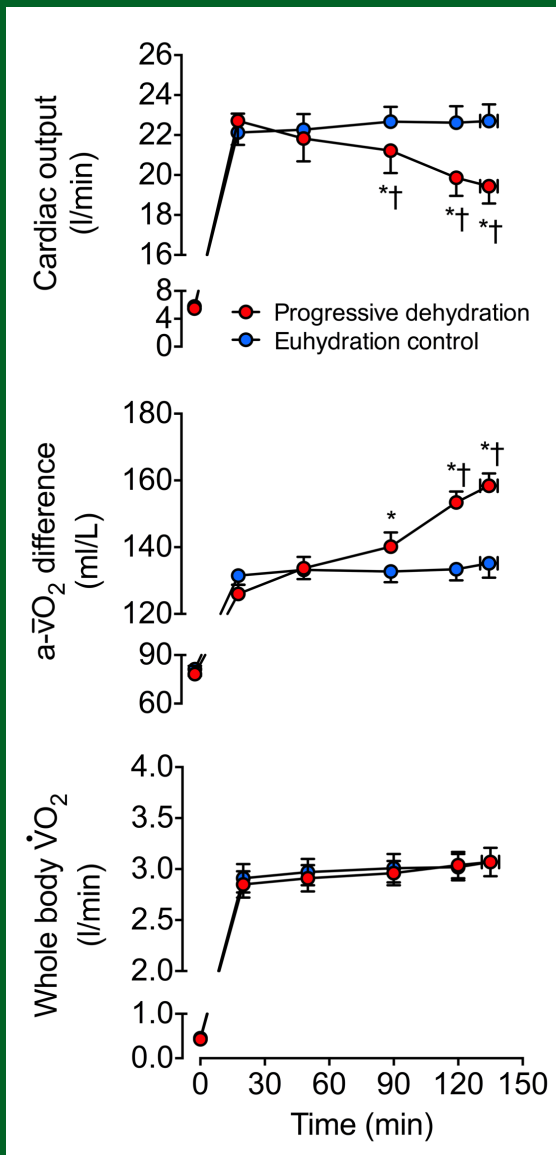 Cardiac output
(l/min)
26
24
22
20
18
16
8
4
0
*†
*†
*†
Progressive dehydration
Euhydration control
a-v̄O₂ difference
(ml/L)
180
160
140
120
90
60
*
*†
*†
Whole body V̇O₂
(l/min)
4.0
3.5
3.0
2.5
2.0
1.0
0.0
0 30 60 90 120 150
Time (min)